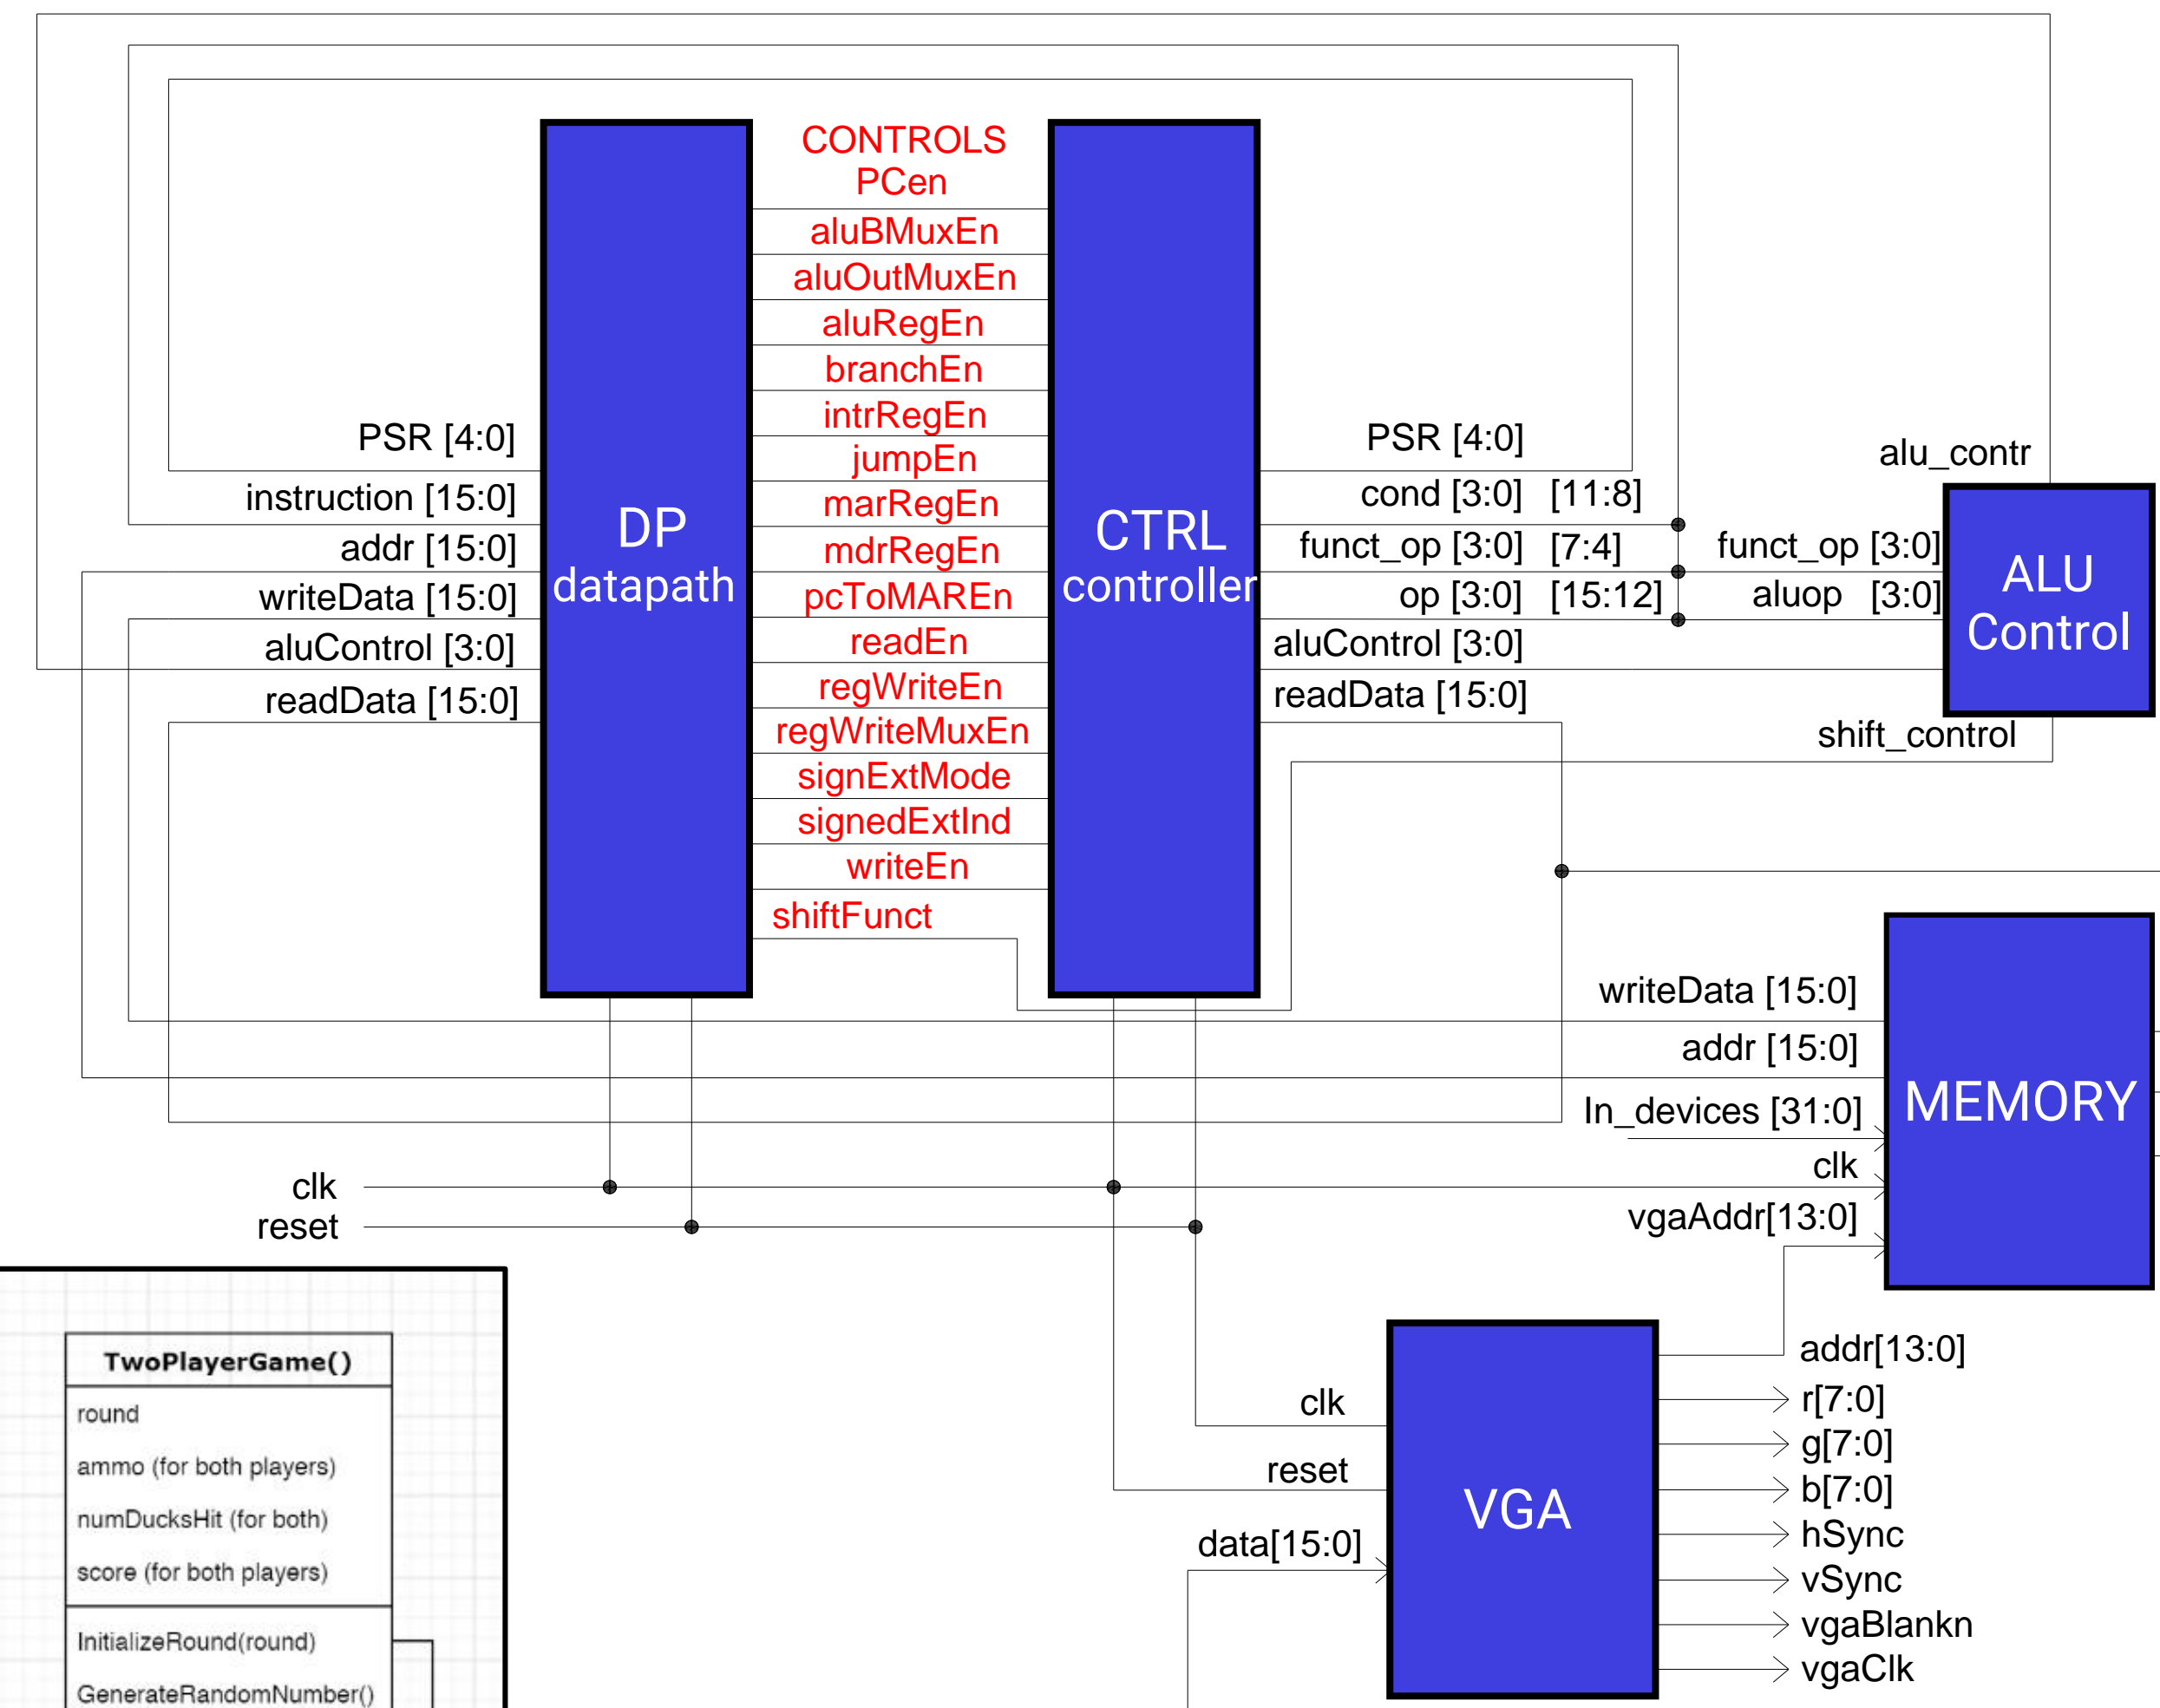 CONTROLS
PCen
aluBMuxEn
aluOutMuxEn
aluRegEn
branchEn
intrRegEn
jumpEn
marRegEn
mdrRegEn
pcToMAREn
readEn
regWriteEn
regWriteMuxEn
signExtMode
signedExtInd
writeEn
shiftFunct
PSR [4:0]
instruction [15:0]
addr [15:0]
writeData [15:0]
aluControl [3:0]
readData [15:0]
DP
datapath
CTRL
controller
PSR [4:0]
cond [3:0] [11:8]
funct_op [3:0] [7:4]
op [3:0] [15:12]
aluControl [3:0]
readData [15:0]
alu_contr
funct_op [3:0]
aluop [3:0]
ALU
Control
shift_control
writeData [15:0]
addr [15:0]
In_devices [31:0]
clk
vgaAddr[13:0]
MEMORY
clk
reset
TwoPlayerGame()
round
ammo (for both players)
numDucksHit (for both)
score (for both players)
InitializeRound(round)
GenerateRandomNumber()
clk
reset
data[15:0]
VGA
addr[13:0]
r[7:0]
g[7:0]
b[7:0]
hSync
vSync
vgaBlankn
vgaClk